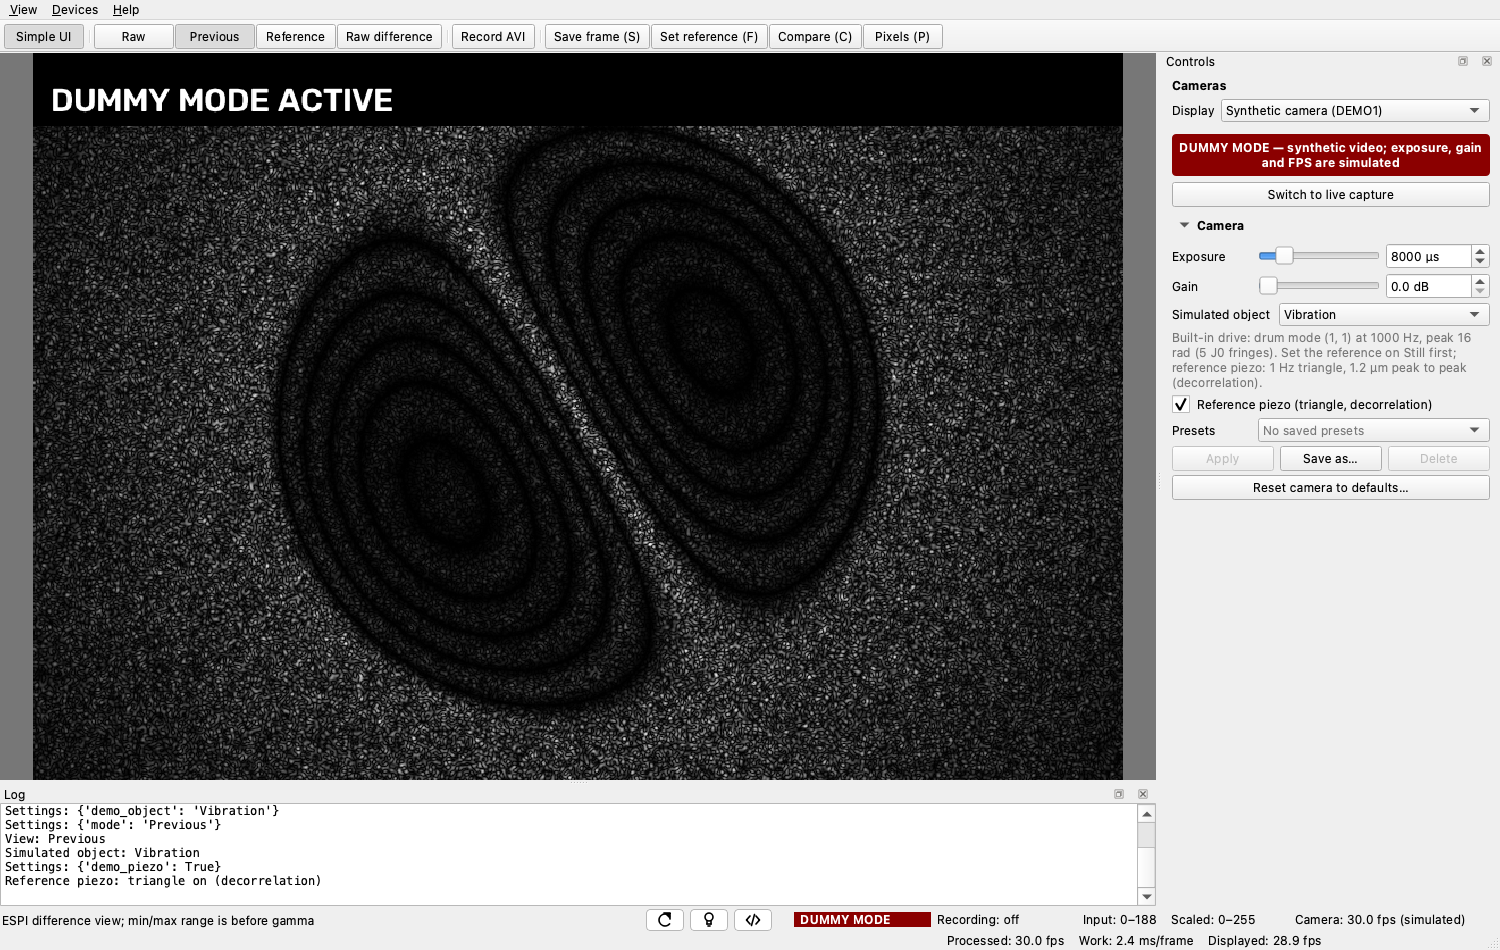 View Devices Help
Simple UI Raw Previous Reference Raw difference Record AVI Save frame (S) Set reference (F) Compare (C) Pixels (P)
DUMMY MODE ACTIVE
Controls
Cameras
Display Synthetic camera (DEMO1)
DUMMY MODE — synthetic video; exposure, gain
and FPS are simulated
Switch to live capture
Camera
Exposure 8000 µs
Gain 0.0 dB
Simulated object Vibration
Built-in drive: drum mode (1, 1) at 1000 Hz, peak 16
rad (5 J0 fringes). Set the reference on Still first;
reference piezo: 1 Hz triangle, 1.2 µm peak to peak
(decorrelation).
Reference piezo (triangle, decorrelation)
Presets No saved presets
Apply Save as... Delete
Reset camera to defaults...
Log
Settings: {'demo_object': 'Vibration'}
Settings: {'mode': 'Previous'}
View: Previous
Simulated object: Vibration
Settings: {'demo_piezo': True}
Reference piezo: triangle on (decorrelation)
ESPI difference view; min/max range is before gamma
DUMMY MODE Recording: off Input: 0–188 Scaled: 0–255 Camera: 30.0 fps (simulated)
Processed: 30.0 fps Work: 2.4 ms/frame Displayed: 28.9 fps